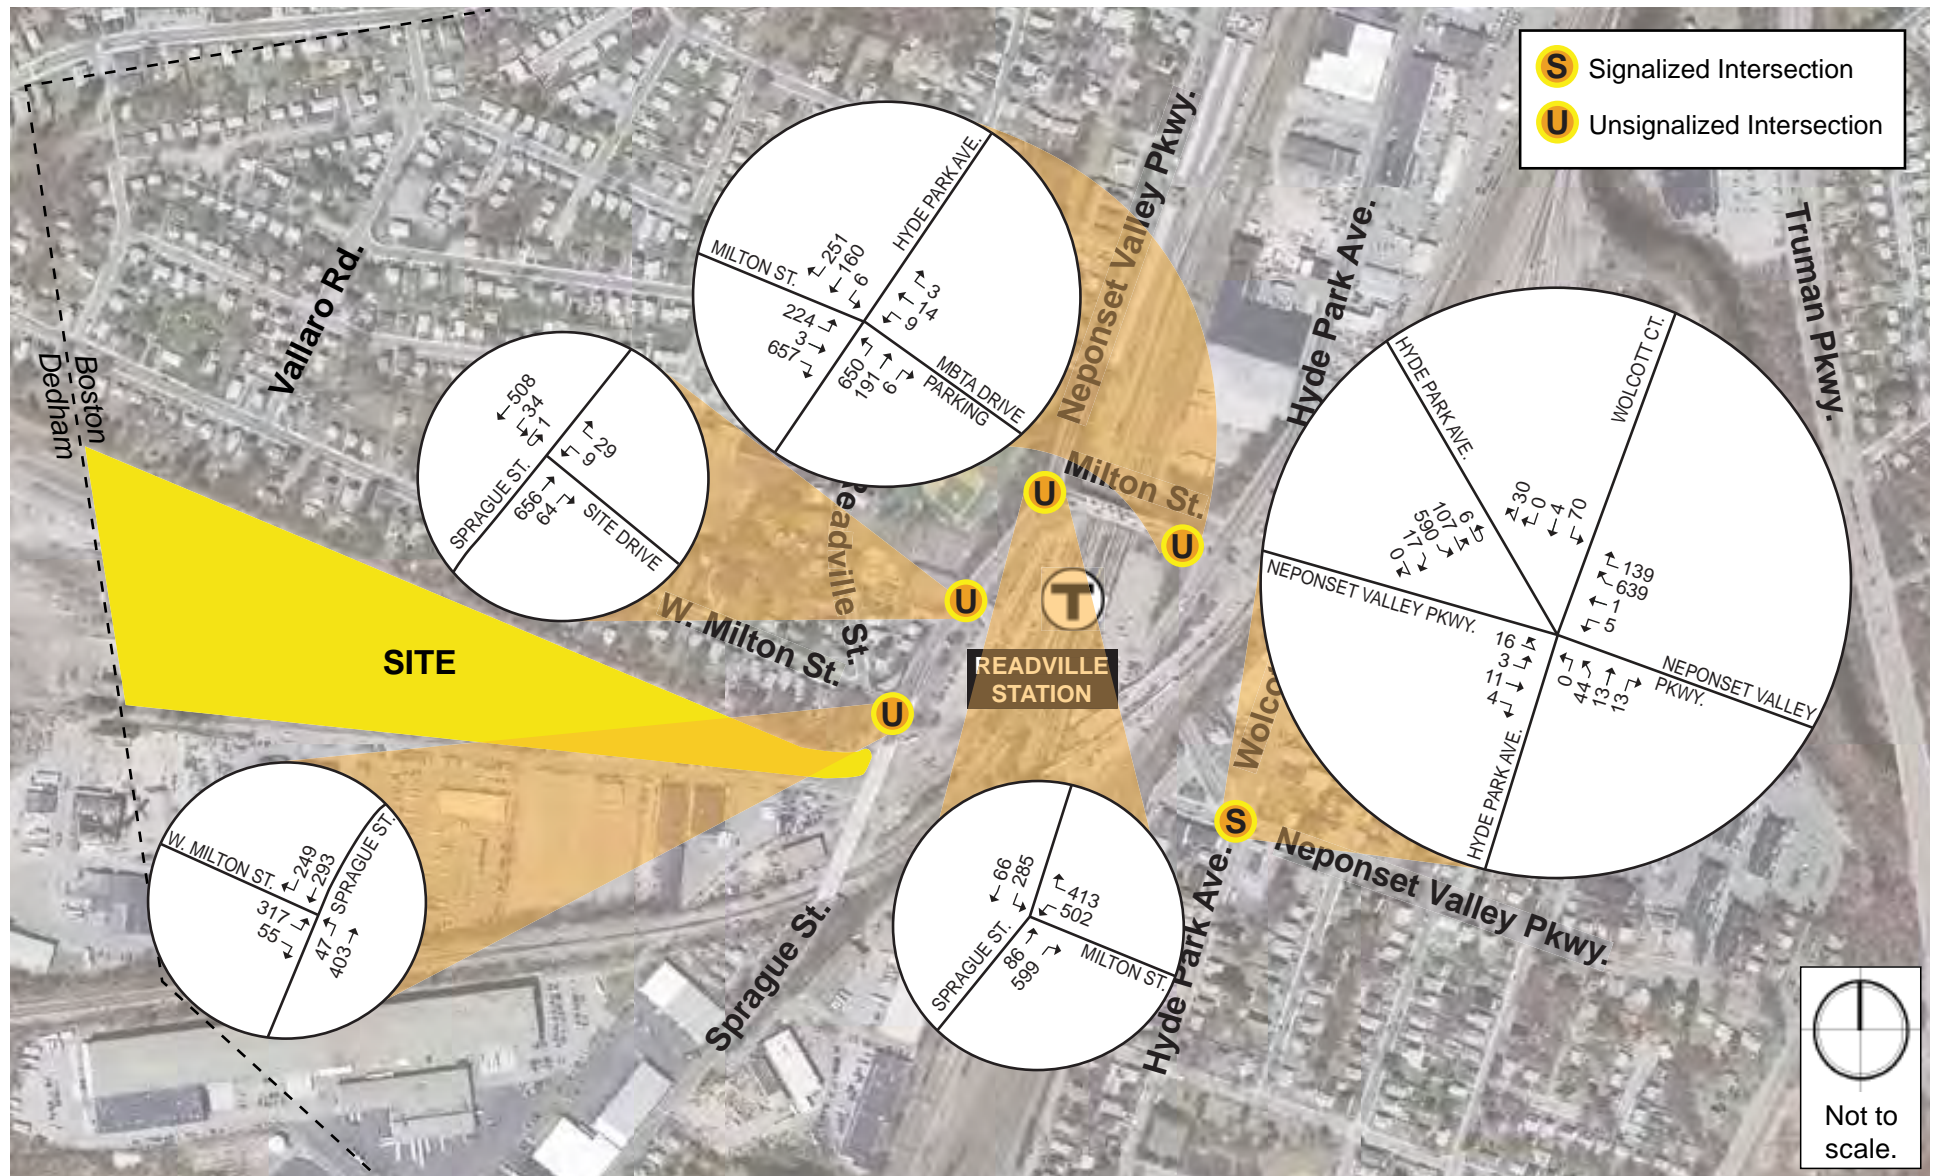 S Signalized Intersection
U Unsignalized Intersection
Neponset Valley Pkwy.
Hyde Park Ave.
Truman Pkwy.
Vallaro Rd.
Boston
Dedham
HYDE PARK AVE.
MILTON ST.
251
160
6
3
14
9
224
3
657
650
191
6
MBTA DRIVE
PARKING
508
34
1
29
9
656
64
SPRAGUE ST.
SITE DRIVE
Milton St.
U
U
U
U
S
T
READVILLE
STATION
Readville St.
W. Milton St.
SITE
HYDE PARK AVE.
WOLCOTT CT.
30
0
4
70
6
107
590
17
0
139
639
1
5
NEPONSET VALLEY PKWY.
16
3
11
4
0
44
13
13
NEPONSET VALLEY
PKWY.
HYDE PARK AVE.
W. MILTON ST.
SPRAGUE ST.
249
293
317
55
47
403
66
285
413
502
86
599
SPRAGUE ST.
MILTON ST.
Neponset Valley Pkwy.
Hyde Park Ave.
Sprague St.
Not to
scale.